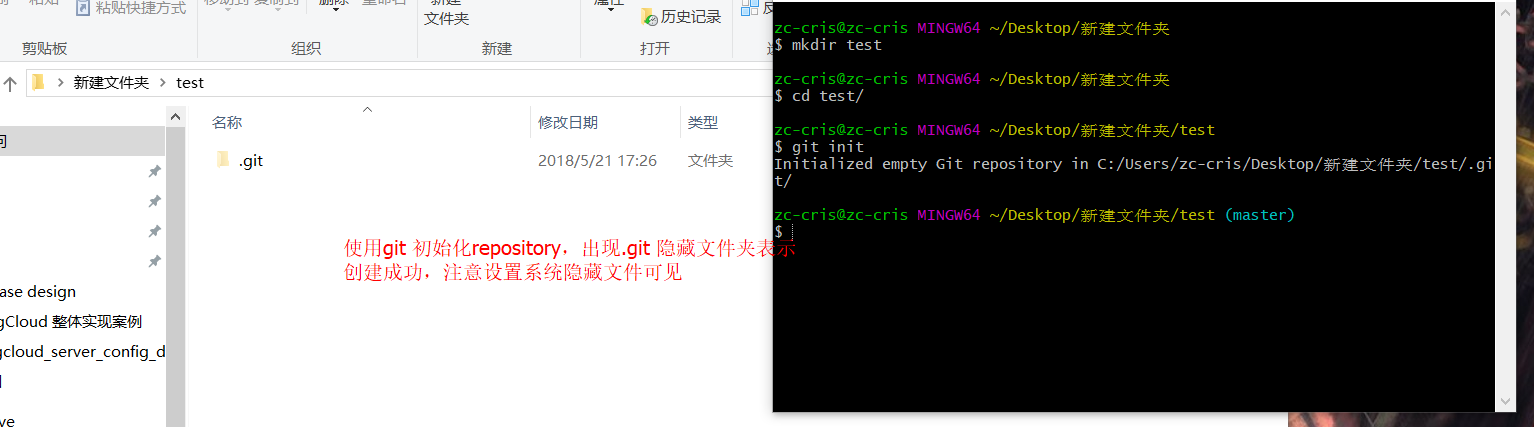 粘贴快捷方式
历史记录
文件夹
剪贴板
组织
新建
打开
新建文件夹
test
名称
修改日期
类型
.git
2018/5/21 17:26
文件夹
使用git 初始化repository，出现.git 隐藏文件夹表示
创建成功，注意设置系统隐藏文件可见
ase design
gCloud 整体实现案例
gcloud_server_config_d
ve
zc-cris@zc-cris MINGW64 ~/Desktop/新建文件夹
$ mkdir test
zc-cris@zc-cris MINGW64 ~/Desktop/新建文件夹
$ cd test/
zc-cris@zc-cris MINGW64 ~/Desktop/新建文件夹/test
$ git init
Initialized empty Git repository in C:/Users/zc-cris/Desktop/新建文件夹/test/.gi
t/
zc-cris@zc-cris MINGW64 ~/Desktop/新建文件夹/test (master)
$